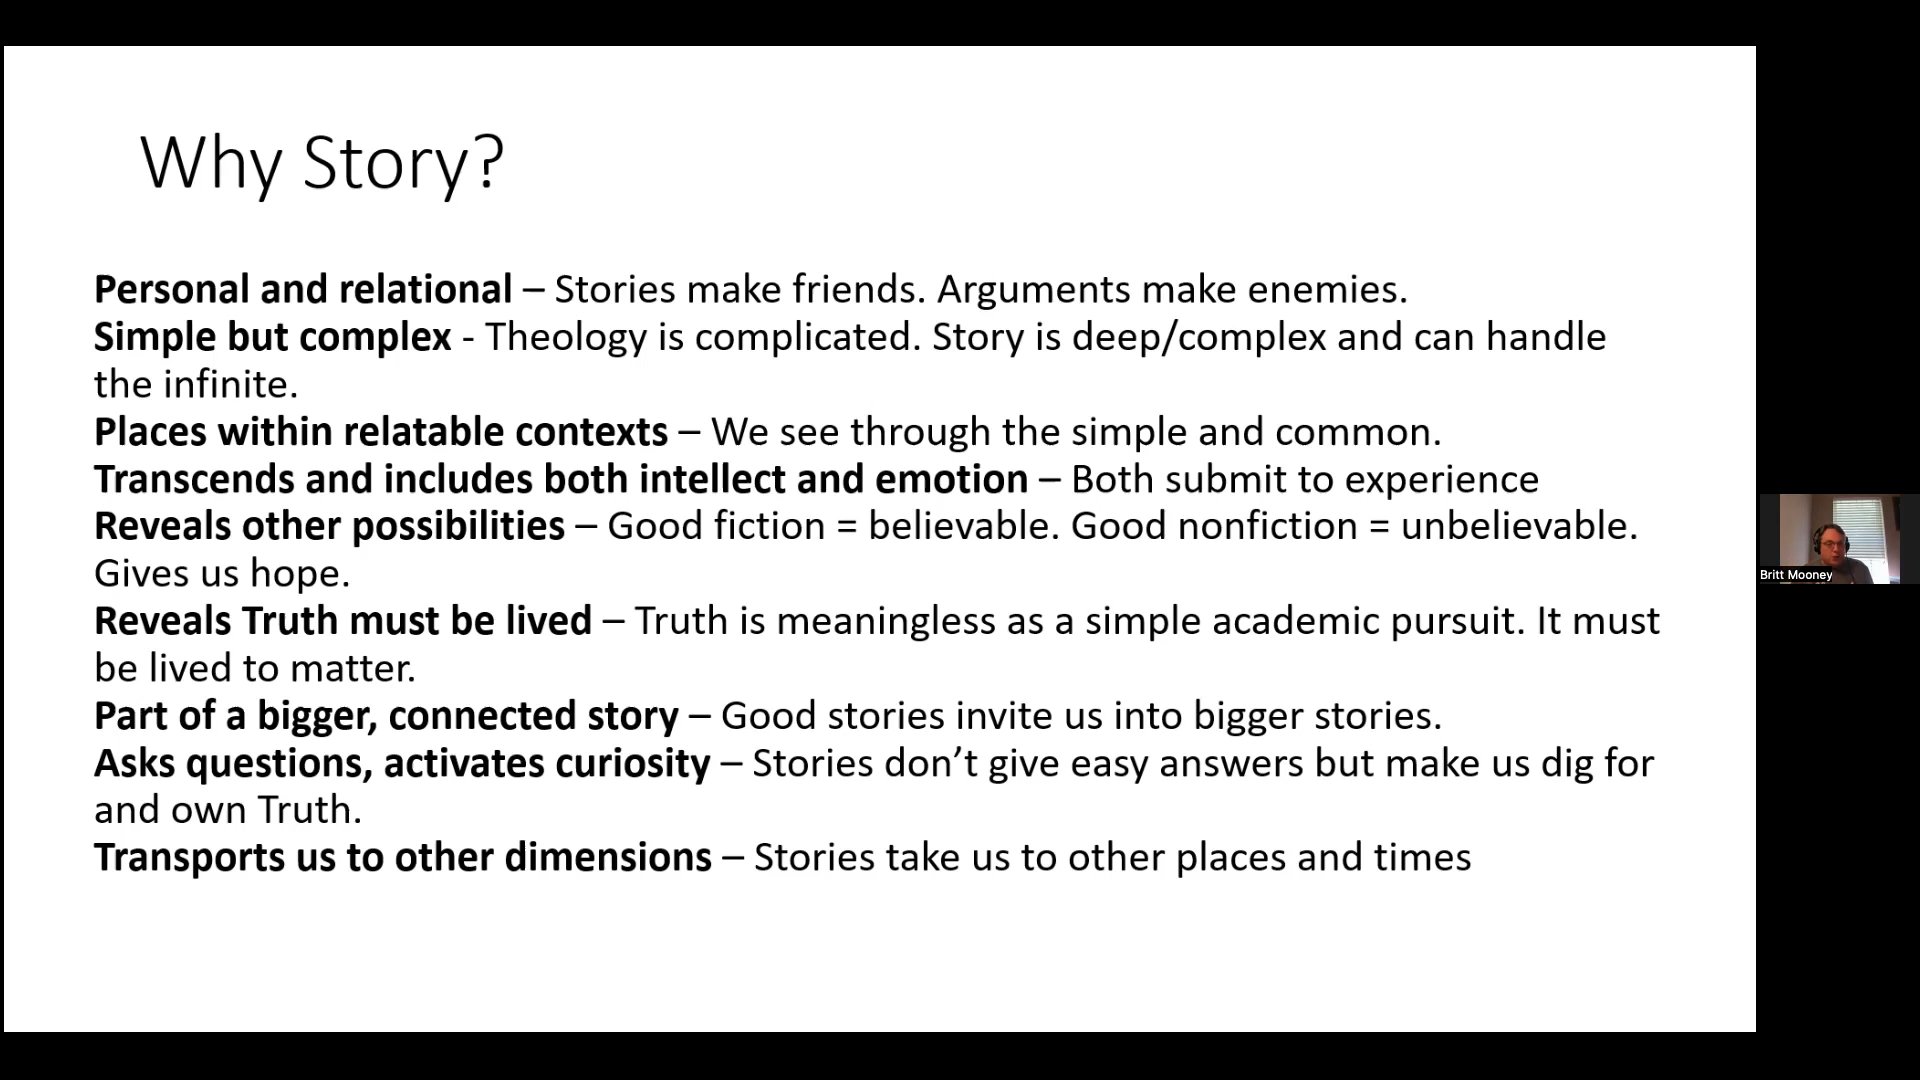 Why Story?
Personal and relational – Stories make friends. Arguments make enemies.
Simple but complex - Theology is complicated. Story is deep/complex and can handle
the infinite.
Places within relatable contexts – We see through the simple and common.
Transcends and includes both intellect and emotion – Both submit to experience
Reveals other possibilities – Good fiction = believable. Good nonfiction = unbelievable.
Gives us hope.
Reveals Truth must be lived – Truth is meaningless as a simple academic pursuit. It must
be lived to matter.
Part of a bigger, connected story – Good stories invite us into bigger stories.
Asks questions, activates curiosity – Stories don’t give easy answers but make us dig for
and own Truth.
Transports us to other dimensions – Stories take us to other places and times
Britt Mooney